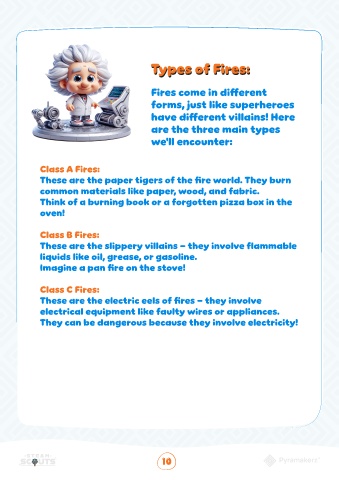 Types of Fires:
Fires come in different
forms, just like superheroes
have different villains! Here
are the three main types
we'll encounter:
Class A Fires:
These are the paper tigers of the fire world. They burn
common materials like paper, wood, and fabric.
Think of a burning book or a forgotten pizza box in the
oven!
Class B Fires:
These are the slippery villains – they involve flammable
liquids like oil, grease, or gasoline.
Imagine a pan fire on the stove!
Class C Fires:
These are the electric eels of fires – they involve
electrical equipment like faulty wires or appliances.
They can be dangerous because they involve electricity!
SCOUTS
10